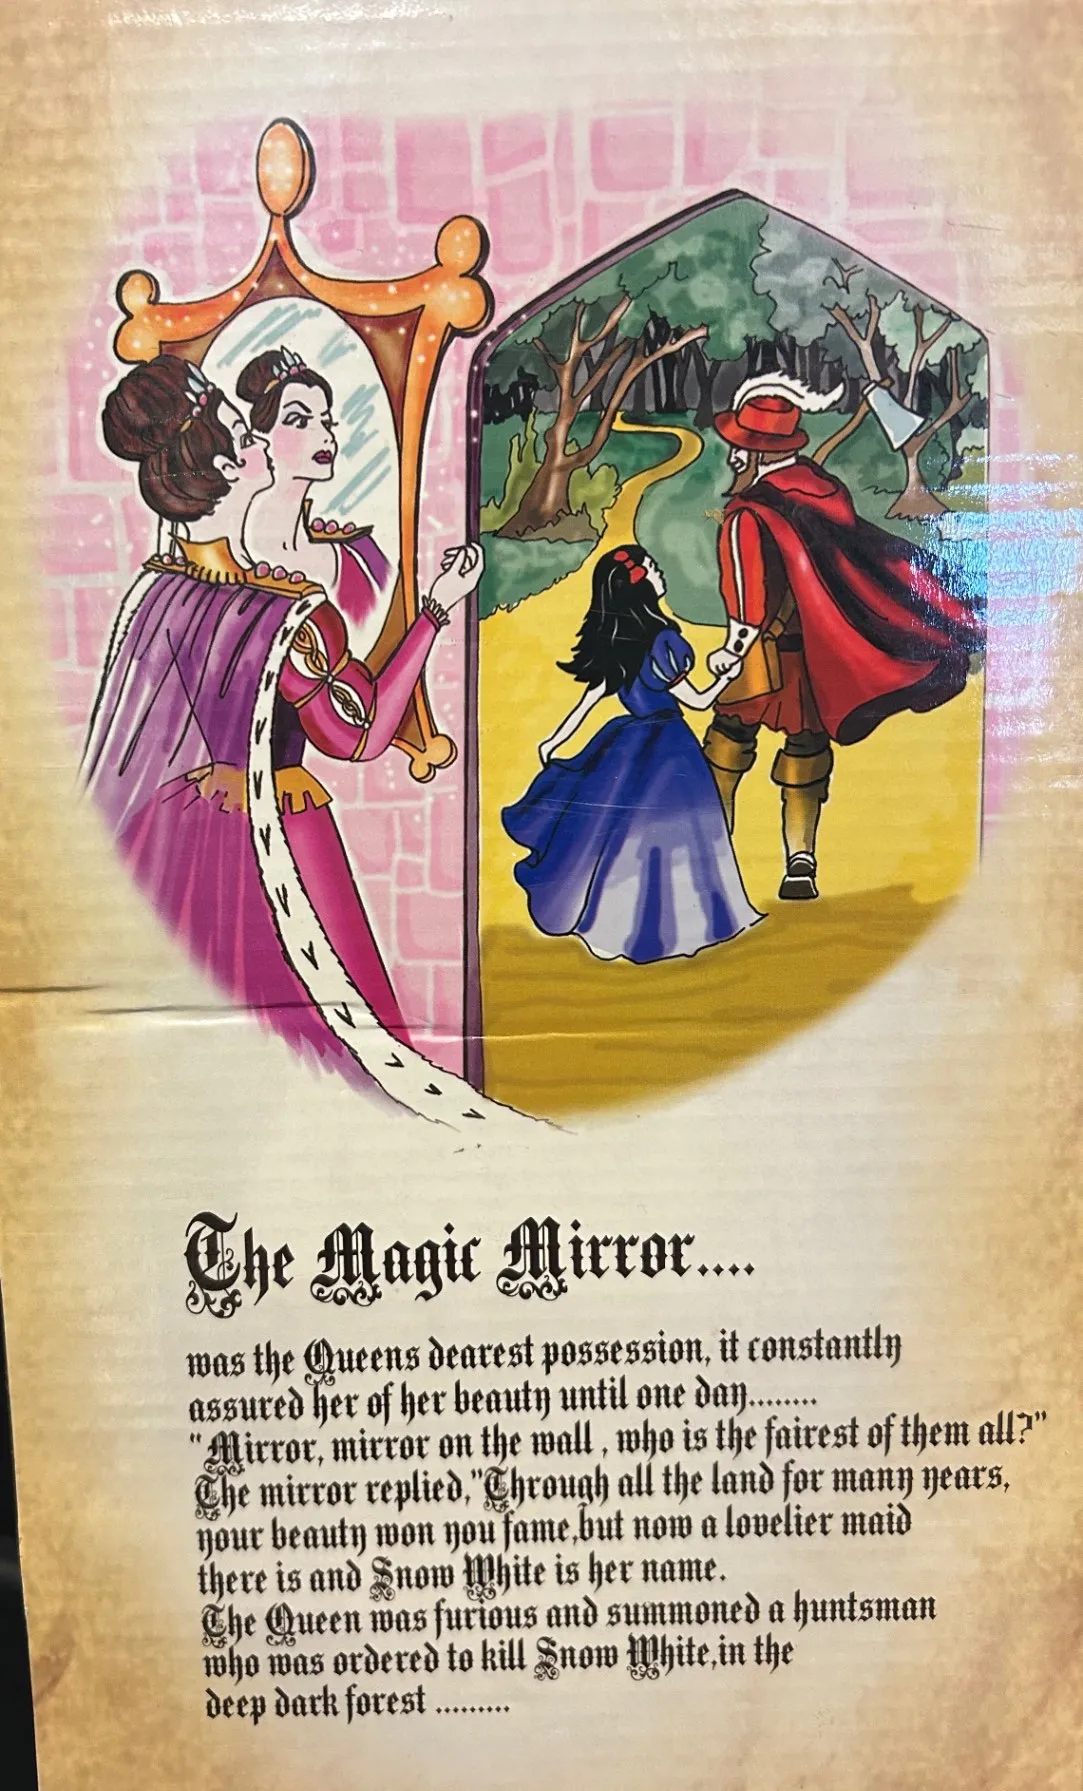 The Magic Mirror....
was the Queens dearest possession, it constantly
assured her of her beauty until one day........
"Mirror, mirror on the wall, who is the fairest of them all?"
The mirror replied,"Through all the land for many years,
your beauty won you fame,but now a lovelier maid
there is and Snow White is her name.
The Queen was furious and summoned a huntsman
who was ordered to kill Snow White,in the
deep dark forest .........